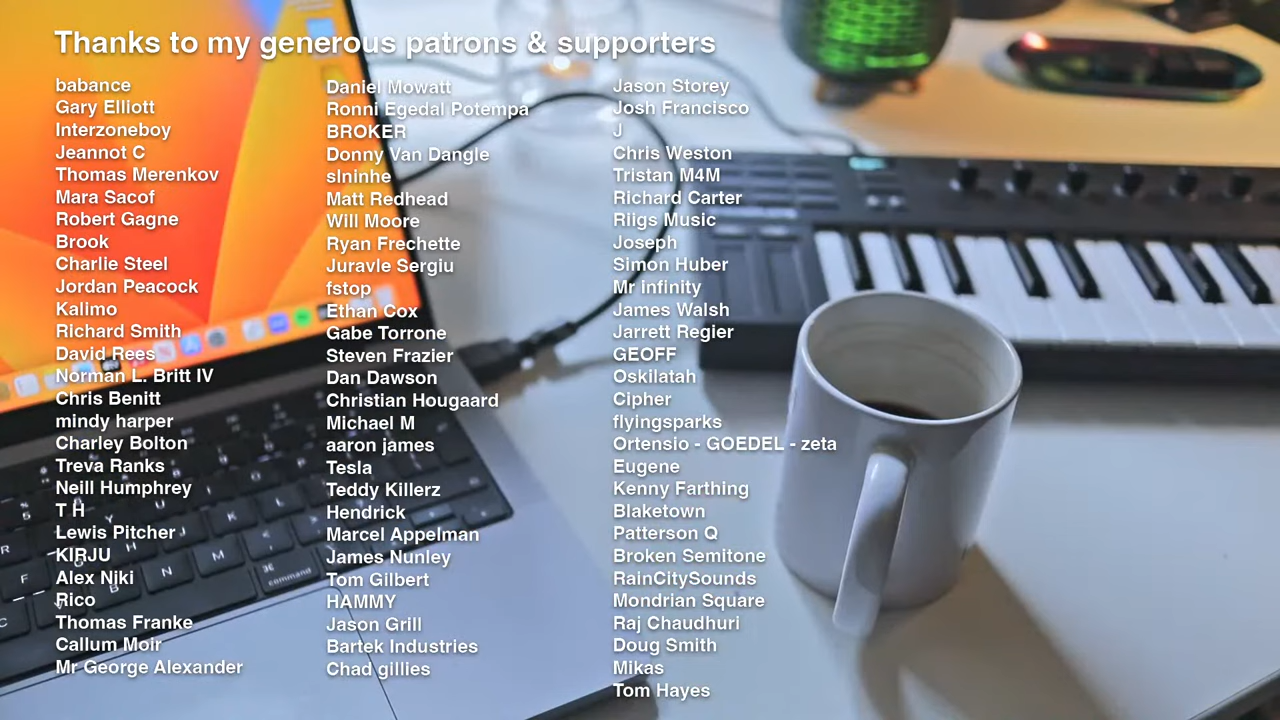 Thanks to my generous patrons & supporters
babance
Gary Elliott
Interzoneboy
Jeannot C
Thomas Merenkov
Mara Sacof
Robert Gagne
Brook
Charlie Steel
Jordan Peacock
Kalimo
Richard Smith
David Rees
Norman L. Britt IV
Chris Benitt
mindy harper
Charley Bolton
Treva Ranks
Neill Humphrey
T H
Lewis Pitcher
KIRJU
Alex Njki
Rico
Thomas Franke
Callum Moir
Mr George Alexander
Daniel Mowatt
Ronni Egedal Potempa
BROKER
Donny Van Dangle
slninhe
Matt Redhead
Will Moore
Ryan Frechette
Juravle Sergiu
fstop
Ethan Cox
Gabe Torrone
Steven Frazier
Dan Dawson
Christian Hougaard
Michael M
aaron james
Tesla
Teddy Killerz
Hendrick
Marcel Appelman
James Nunley
Tom Gilbert
HAMMY
Jason Grill
Bartek Industries
Chad gillies
Jason Storey
Josh Francisco
J
Chris Weston
Tristan M4M
Richard Carter
Riigs Music
Joseph
Simon Huber
Mr infinity
James Walsh
Jarrett Regier
GEOFF
Oskilatah
Cipher
flyingsparks
Ortensio - GOEDEL - zeta
Eugene
Kenny Farthing
Blaketown
Patterson Q
Broken Semitone
RainCitySounds
Mondrian Square
Raj Chaudhuri
Doug Smith
Mikas
Tom Hayes
command